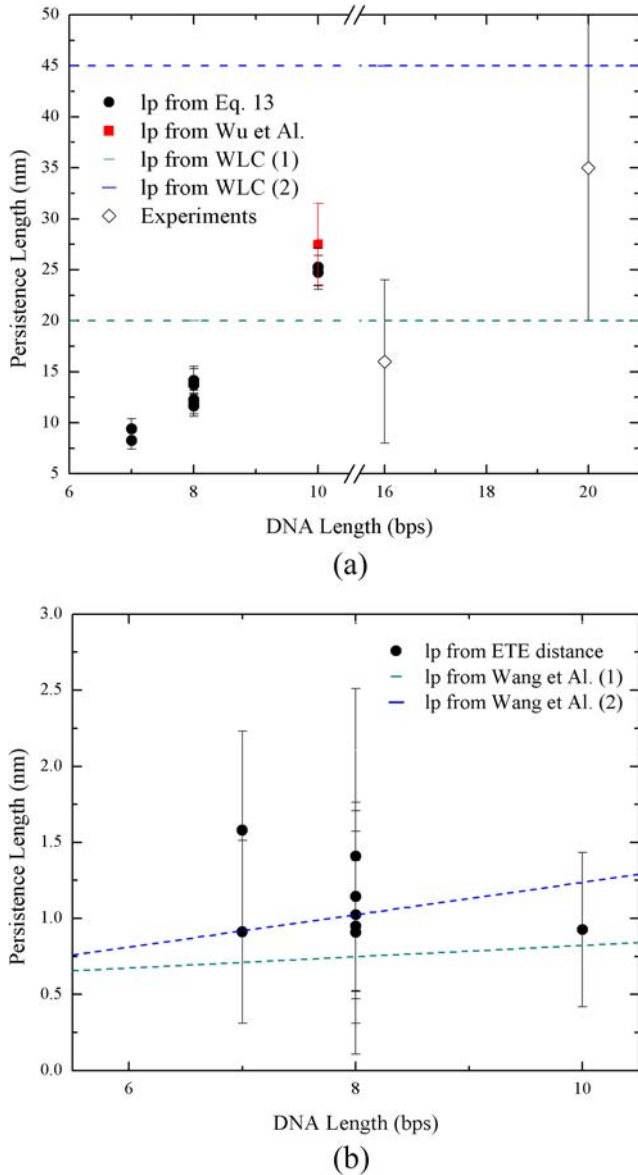 50
45
40
35
30
25
20
15
10
5
Persistence Length (nm)
lp from Eq. 13
lp from Wu et Al.
lp from WLC (1)
lp from WLC (2)
Experiments
6 8 10 16 18 20
DNA Length (bps)
(a)
3.0
2.5
2.0
1.5
1.0
0.5
0.0
Persistence Length (nm)
lp from ETE distance
lp from Wang et Al. (1)
lp from Wang et Al. (2)
6 8 10
DNA Length (bps)
(b)